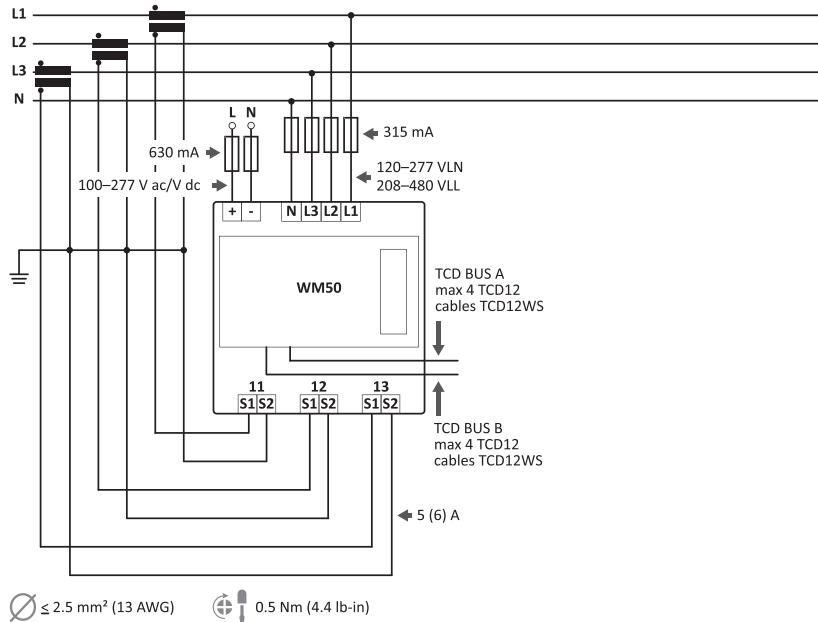 L1
L2
L3
N
L N
630 mA
315 mA
100–277 V ac/V dc
120–277 VLN
208–480 VLL
+ - N L3 L2 L1
WM50
TCD BUS A
max 4 TCD12
cables TCD12WS
11 12 13
S1 S2 S1 S2 S1 S2
TCD BUS B
max 4 TCD12
cables TCD12WS
5 (6) A
≤ 2.5 mm² (13 AWG)
0.5 Nm (4.4 lb-in)